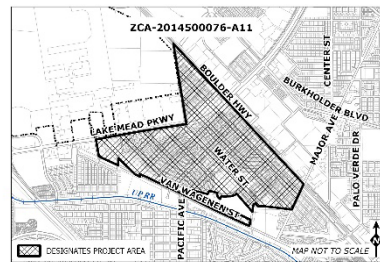 ZCA-2014500076-A11
BOULDER HWY
CENTER ST
BURKHOLDER BLVD
LAKE MEAD PKWY
MAJOR AVE
PALO VERDE DR
WATER ST.
VAN WAGENEN ST.
UPRR
PACIFIC AVE
DESIGNATES PROJECT AREA
MAP NOT TO SCALE
N